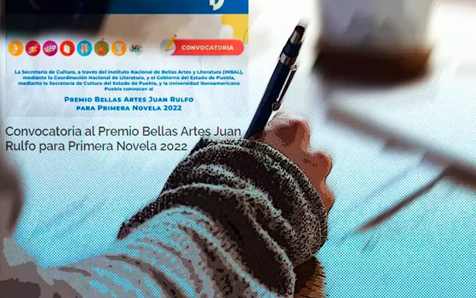 CONVOCATORIA
La Secretaría de Cultura, a través del Instituto Nacional de Bellas Artes y Literatura (INBAL),
mediante la Coordinación Nacional de Literatura, y el Gobierno del Estado de Puebla,
mediante la Secretaría de Cultura del Estado de Puebla, y la Universidad Iberoamericana
Puebla convocan al
PREMIO BELLAS ARTES JUAN RULFO
PARA PRIMERA NOVELA 2022
Convocatoria al Premio Bellas Artes Juan
Rulfo para Primera Novela 2022